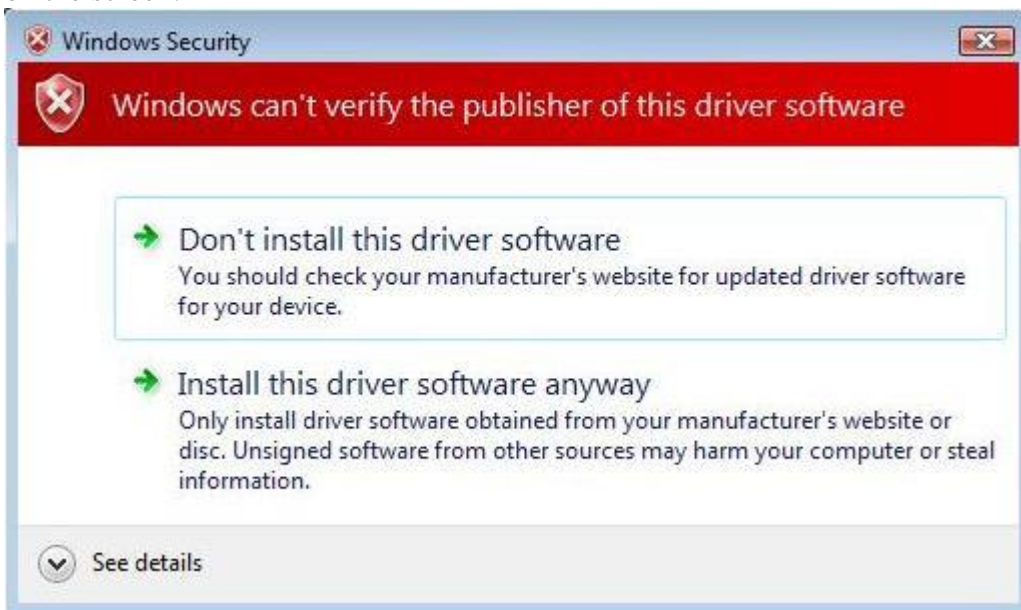 Windows Security
Windows can't verify the publisher of this driver software
Don't install this driver software
You should check your manufacturer's website for updated driver software
for your device.
Install this driver software anyway
Only install driver software obtained from your manufacturer's website or
disc. Unsigned software from other sources may harm your computer or steal
information.
See details